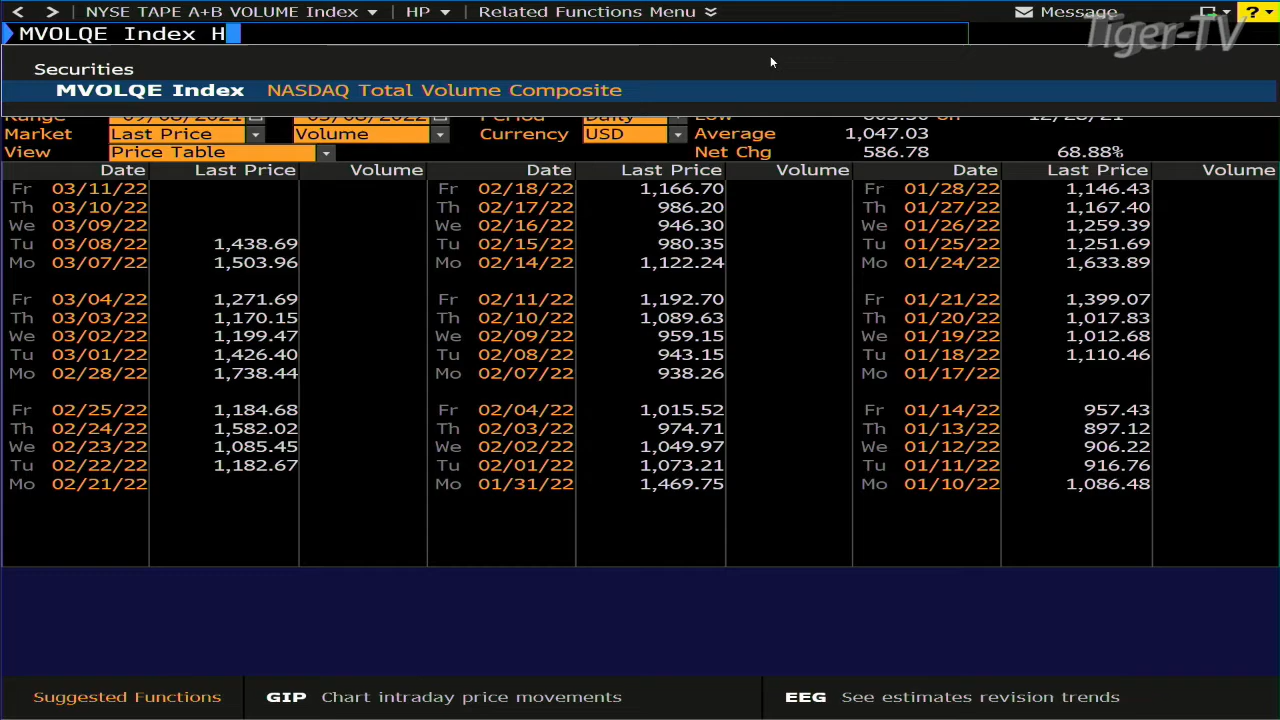 < > NYSE TAPE A+B VOLUME Index HP Related Functions Menu Message ?
Tiger-TV
MVOLQE Index H
Securities
MVOLQE Index NASDAQ Total Volume Composite
Market Last Price Volume Currency USD Average 1,047.03
View Price Table Net Chg 586.78 68.88%
Date Last Price Volume Date Last Price Volume Date Last Price Volume
Fr 03/11/22 Fr 02/18/22 1,166.70 Fr 01/28/22 1,146.43
Th 03/10/22 Th 02/17/22 986.20 Th 01/27/22 1,167.40
We 03/09/22 We 02/16/22 946.30 We 01/26/22 1,259.39
Tu 03/08/22 1,438.69 Tu 02/15/22 980.35 Tu 01/25/22 1,251.69
Mo 03/07/22 1,503.96 Mo 02/14/22 1,122.24 Mo 01/24/22 1,633.89
Fr 03/04/22 1,271.69 Fr 02/11/22 1,192.70 Fr 01/21/22 1,399.07
Th 03/03/22 1,170.15 Th 02/10/22 1,089.63 Th 01/20/22 1,017.83
We 03/02/22 1,199.47 We 02/09/22 959.15 We 01/19/22 1,012.68
Tu 03/01/22 1,426.40 Tu 02/08/22 943.15 Tu 01/18/22 1,110.46
Mo 02/28/22 1,738.44 Mo 02/07/22 938.26 Mo 01/17/22
Fr 02/25/22 1,184.68 Fr 02/04/22 1,015.52 Fr 01/14/22 957.43
Th 02/24/22 1,582.02 Th 02/03/22 974.71 Th 01/13/22 897.12
We 02/23/22 1,085.45 We 02/02/22 1,049.97 We 01/12/22 906.22
Tu 02/22/22 1,182.67 Tu 02/01/22 1,073.21 Tu 01/11/22 916.76
Mo 02/21/22 Mo 01/31/22 1,469.75 Mo 01/10/22 1,086.48
Suggested Functions GIP Chart intraday price movements EEG See estimates revision trends